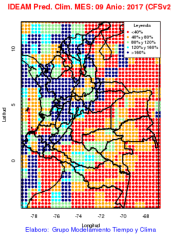 IDEAM Pred. Clim. MES: 09 Anio: 2017 (CFSv2
Leyenda
< 40%
40% a 80%
80% a 120%
120% a 160%
> 160%
Latitud
10
5
0
-78 -76 -74 -72 -70 -68
Longitud
Elaboro: Grupo Modelamiento Tiempo y Clima